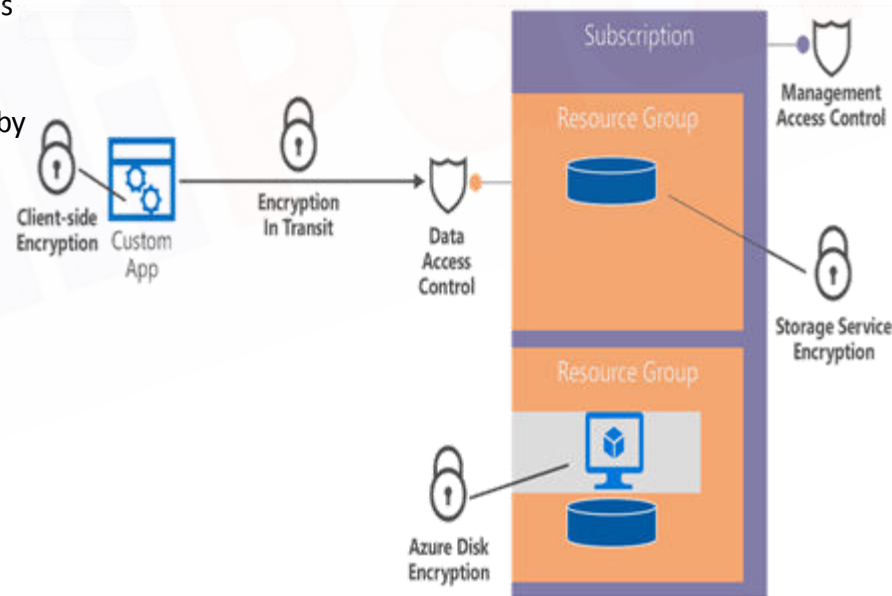 s
by
Subscription
Management
Access Control
Resource Group
Client-side
Encryption
Custom
App
Encryption
In Transit
Data
Access
Control
Storage Service
Encryption
Resource Group
Azure Disk
Encryption